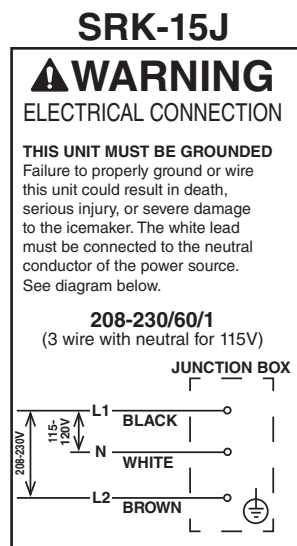 SRK-15J
WARNING
ELECTRICAL CONNECTION
THIS UNIT MUST BE GROUNDED
Failure to properly ground or wire
this unit could result in death,
serious injury, or severe damage
to the icemaker. The white lead
must be connected to the neutral
conductor of the power source.
See diagram below.
208-230/60/1
(3 wire with neutral for 115V)
JUNCTION BOX
L1
BLACK
115-
120V
208-230V
N
WHITE
L2
BROWN